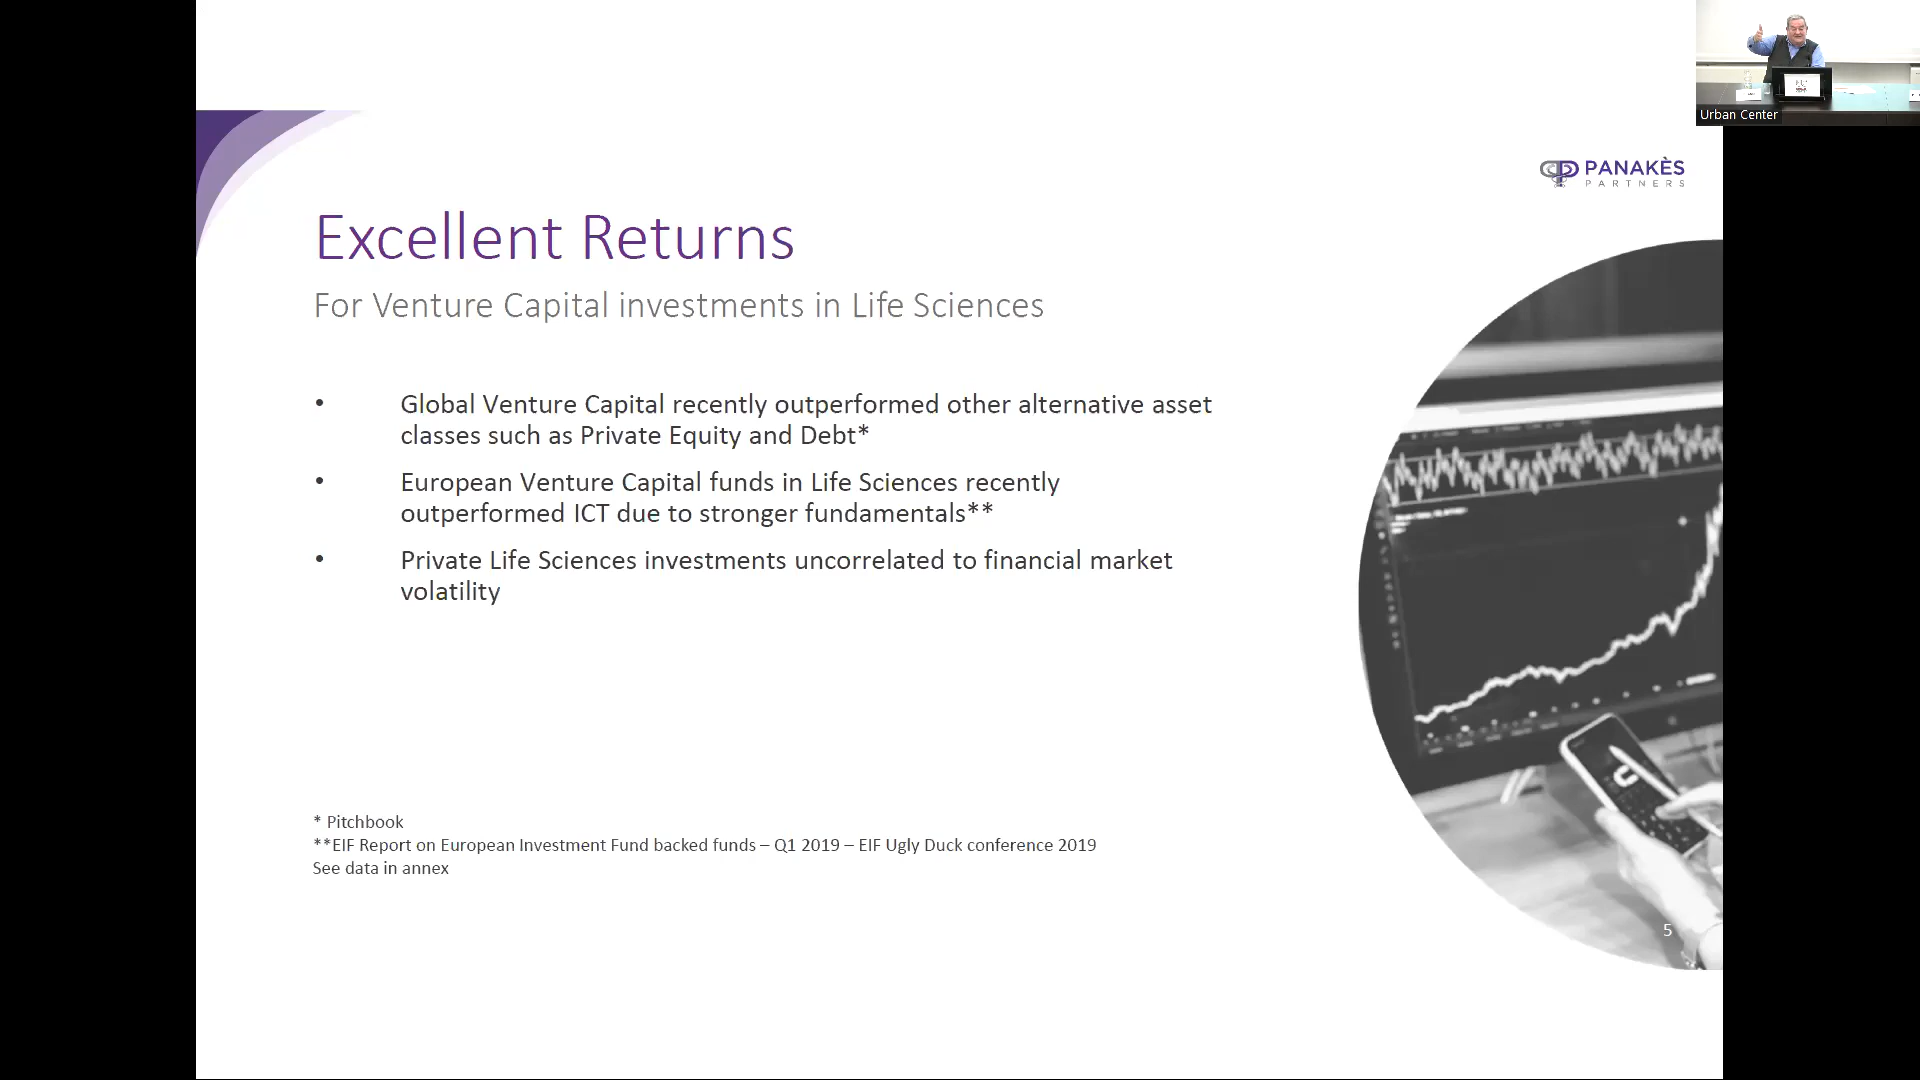 Urban Center
PANAKÈS
PARTNERS
Excellent Returns
For Venture Capital investments in Life Sciences
• Global Venture Capital recently outperformed other alternative asset
classes such as Private Equity and Debt*
• European Venture Capital funds in Life Sciences recently
outperformed ICT due to stronger fundamentals**
• Private Life Sciences investments uncorrelated to financial market
volatility
* Pitchbook
**EIF Report on European Investment Fund backed funds – Q1 2019 – EIF Ugly Duck conference 2019
See data in annex
5